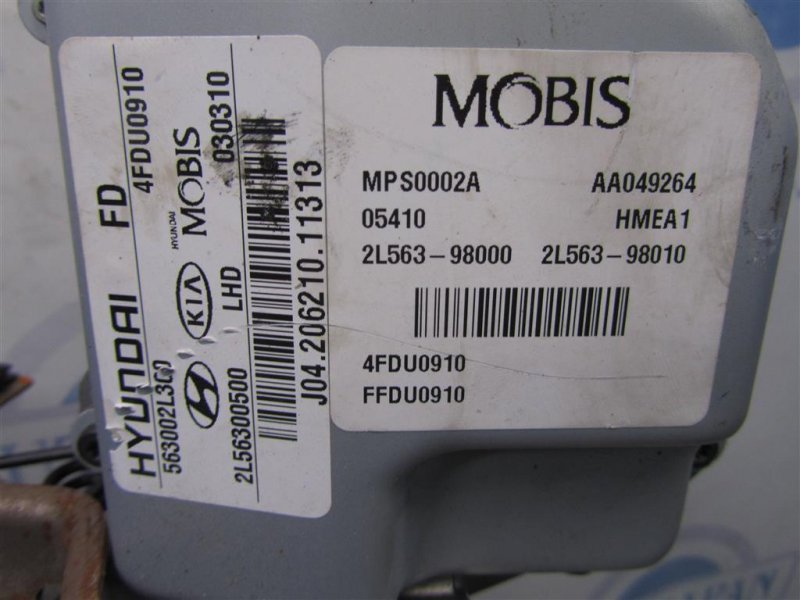 HYUNDAI FD 4FDU0910
HYUNDAI
KIA MOBIS
LHD 030310
2L56300500
J04.206210.11313
MOBIS
MPS0002A AA049264
05410 HMEA1
2L563-98000 2L563-98010
4FDU0910
FFDU0910